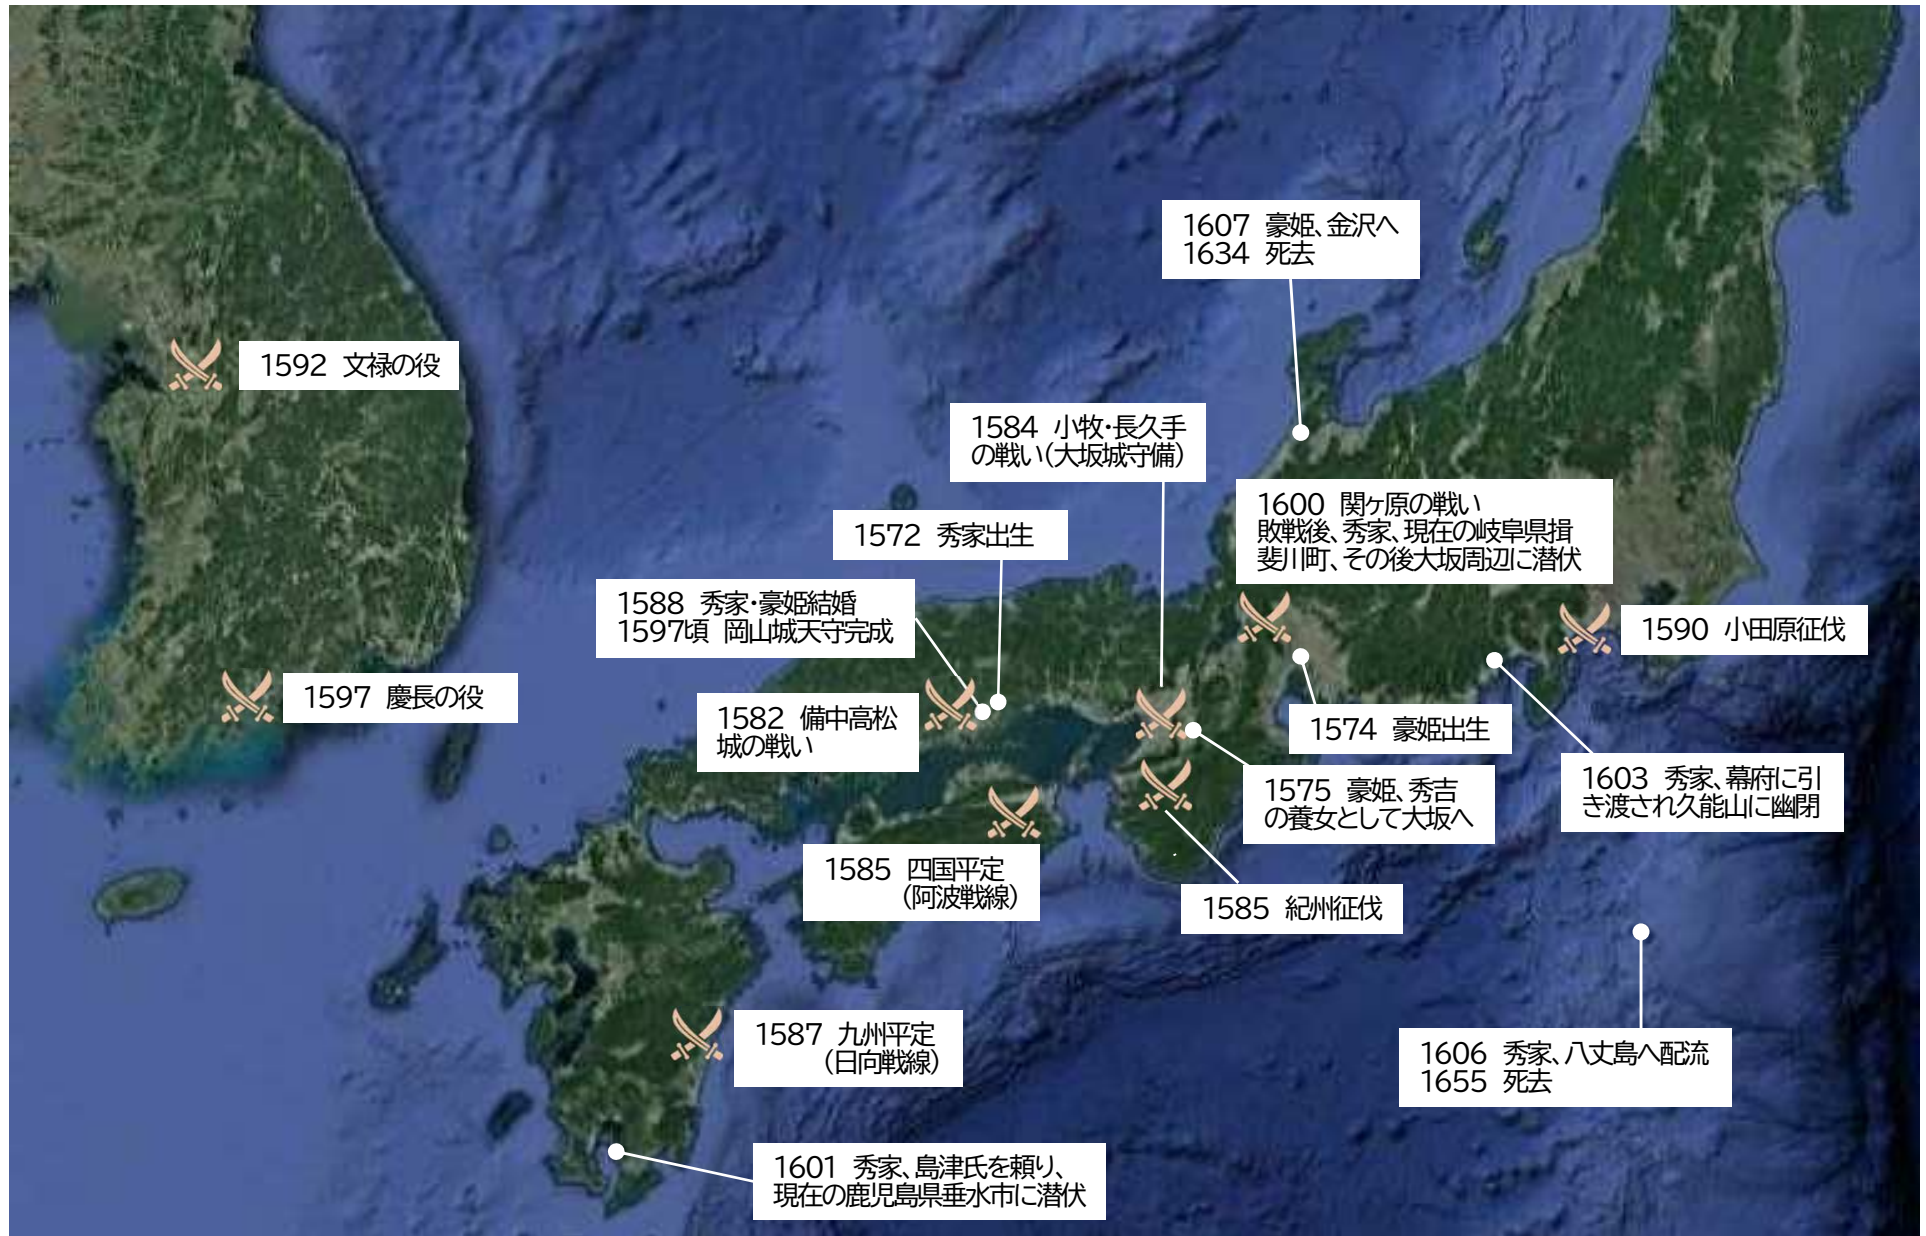 1607 豪姫、金沢へ
1634 死去
1592 文禄の役
1584 小牧・長久手
の戦い(大坂城守備)
1600 関ヶ原の戦い
敗戦後、秀家、現在の岐阜県揖
斐川町、その後大坂周辺に潜伏
1572 秀家出生
1588 秀家・豪姫結婚
1597頃 岡山城天守完成
1590 小田原征伐
1597 慶長の役
1582 備中高松
城の戦い
1574 豪姫出生
1575 豪姫、秀吉
の養女として大坂へ
1603 秀家、幕府に引
き渡され久能山に幽閉
1585 四国平定
(阿波戦線)
1585 紀州征伐
1587 九州平定
(日向戦線)
1606 秀家、八丈島へ配流
1655 死去
1601 秀家、島津氏を頼り、
現在の鹿児島県垂水市に潜伏